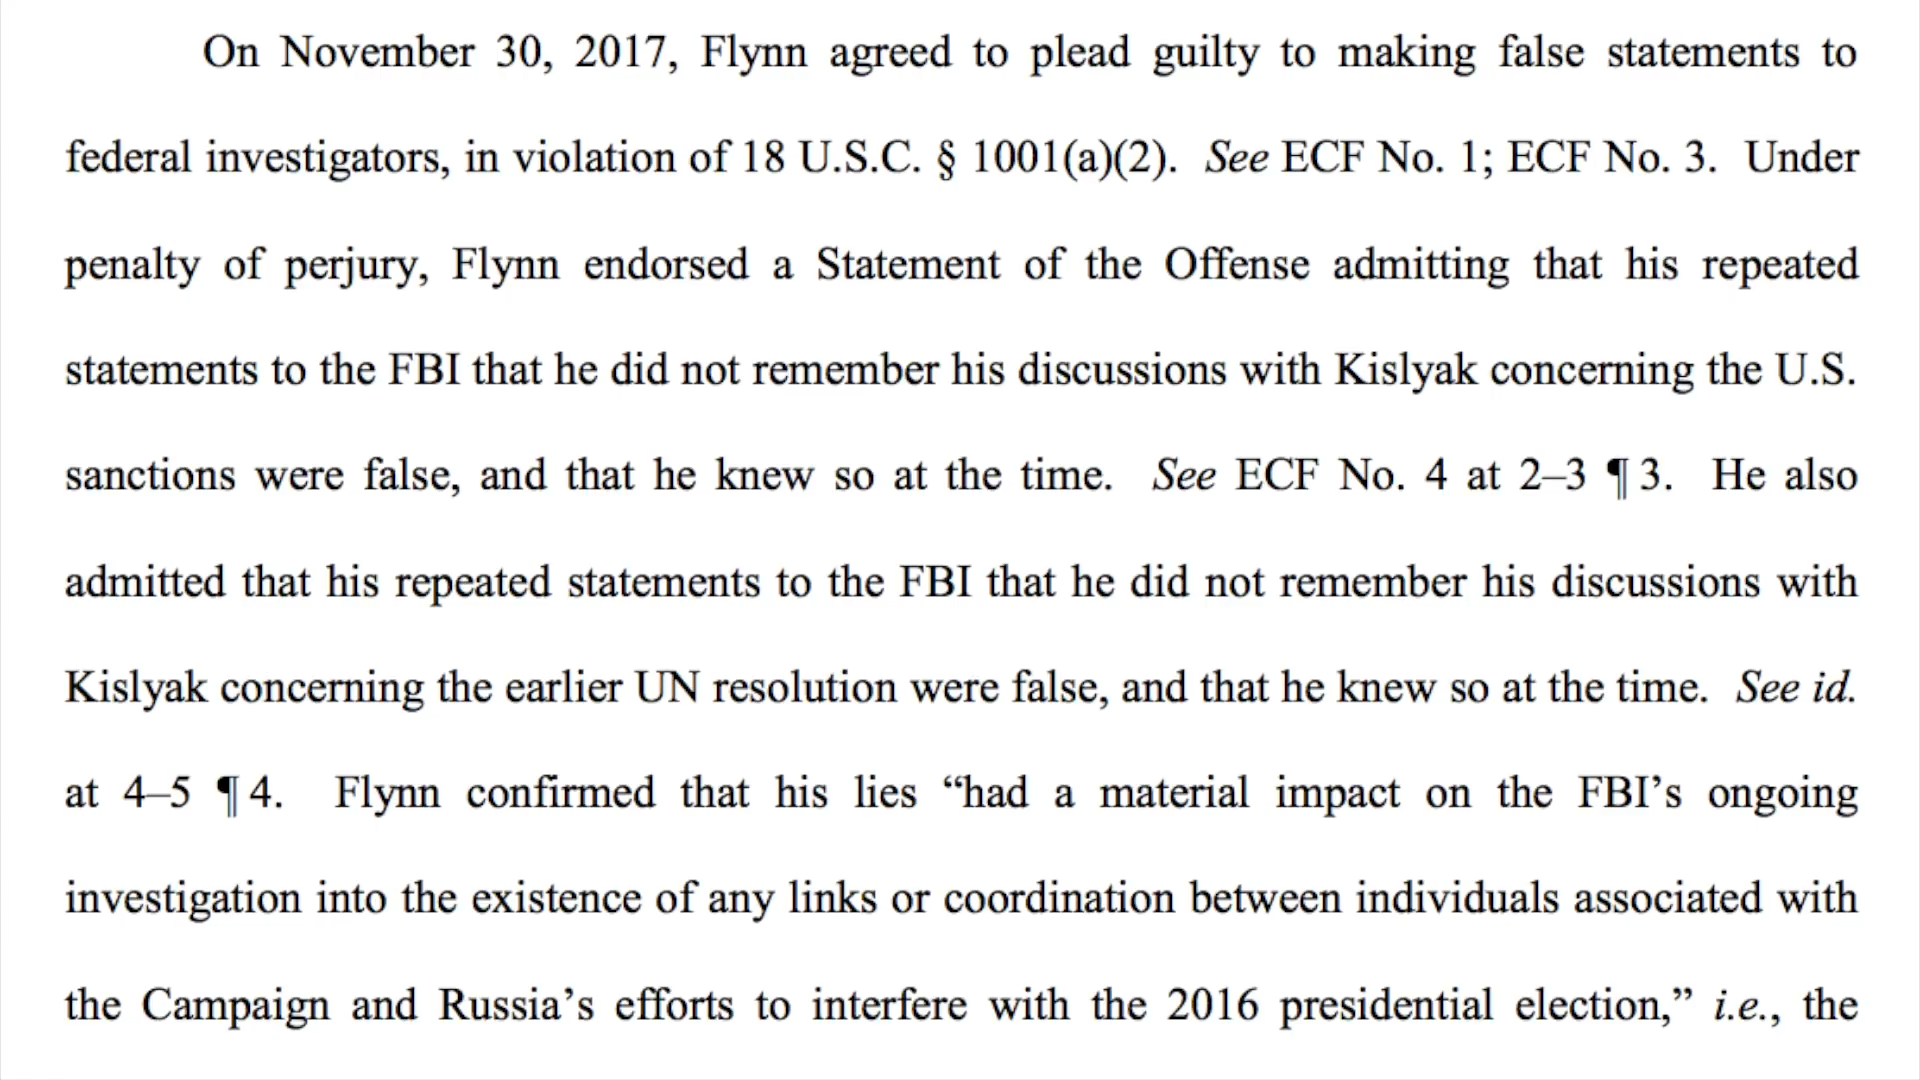 On November 30, 2017, Flynn agreed to plead guilty to making false statements to
federal investigators, in violation of 18 U.S.C. § 1001(a)(2). See ECF No. 1; ECF No. 3. Under
penalty of perjury, Flynn endorsed a Statement of the Offense admitting that his repeated
statements to the FBI that he did not remember his discussions with Kislyak concerning the U.S.
sanctions were false, and that he knew so at the time. See ECF No. 4 at 2–3 ¶ 3. He also
admitted that his repeated statements to the FBI that he did not remember his discussions with
Kislyak concerning the earlier UN resolution were false, and that he knew so at the time. See id.
at 4–5 ¶ 4. Flynn confirmed that his lies “had a material impact on the FBI’s ongoing
investigation into the existence of any links or coordination between individuals associated with
the Campaign and Russia’s efforts to interfere with the 2016 presidential election,” i.e., the